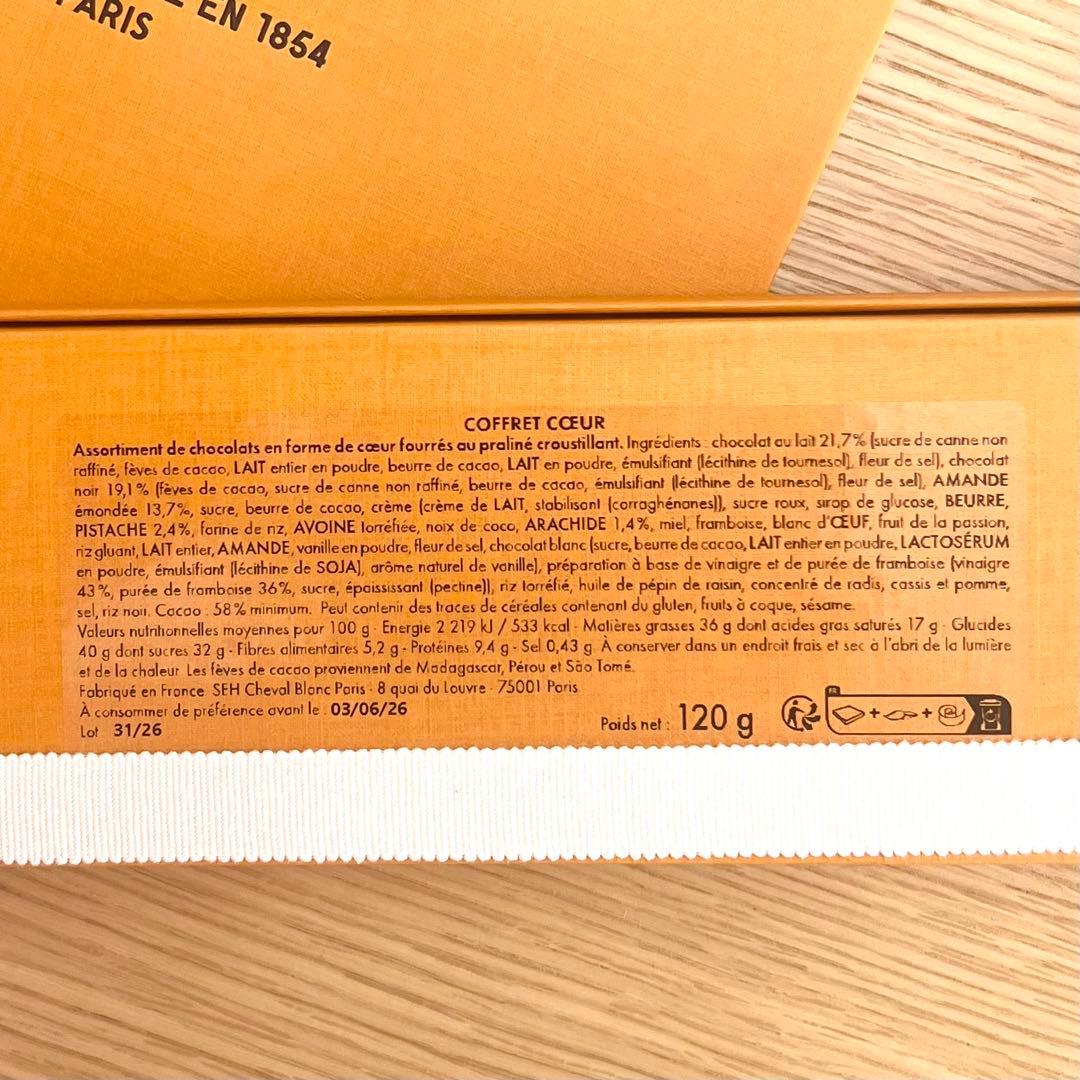 EN 1854
PARIS
COFFRET CŒUR
Assortiment de chocolats en forme de cœur fourrés au praliné croustillant. Ingrédients : chocolat au lait 21,7% (sucre de canne non
raffiné, fèves de cacao, LAIT entier en poudre, beurre de cacao, LAIT en poudre, émulsifiant (lécithine de tournesol), fleur de sel), chocolat
noir 19,1% (fèves de cacao, sucre de canne non raffiné, beurre de cacao, émulsifiant (lécithine de tournesol), fleur de sel), AMANDE
émondée 13,7%, sucre, beurre de cacao, crème (crème de LAIT, stabilisant (carraghénanes)), sucre roux, sirop de glucose, BEURRE,
PISTACHE 2,4%, farine de riz, AVOINE torréfiée, noix de coco, ARACHIDE 1,4%, miel, framboise, blanc d'ŒUF, fruit de la passion,
riz gluant, LAIT entier, AMANDE, vanille en poudre, fleur de sel, chocolat blanc (sucre, beurre de cacao, LAIT entier en poudre, LACTOSÉRUM
en poudre, émulsifiant (lécithine de SOJA), arôme naturel de vanille), préparation à base de vinaigre et de purée de framboise (vinaigre
43%, purée de framboise 36%, sucre, épaississant (pectine)), riz torréfié, huile de pépin de raisin, concentré de radis, cassis et pomme,
sel, riz noir. Cacao : 58% minimum. Peut contenir des traces de céréales contenant du gluten, fruits à coque, sésame.
Valeurs nutritionnelles moyennes pour 100 g - Energie 2 219 kJ / 533 kcal - Matières grasses 36 g dont acides gras saturés 17 g - Glucides
40 g dont sucres 32 g - Fibres alimentaires 5,2 g - Protéines 9,4 g - Sel 0,43 g. À conserver dans un endroit frais et sec à l'abri de la lumière
et de la chaleur. Les fèves de cacao proviennent de Madagascar, Pérou et São Tomé.
Fabriqué en France. SEH Cheval Blanc Paris - 8 quai du Louvre - 75001 Paris
À consommer de préférence avant le : 03/06/26
Lot 31/26
Poids net : 120 g
FR